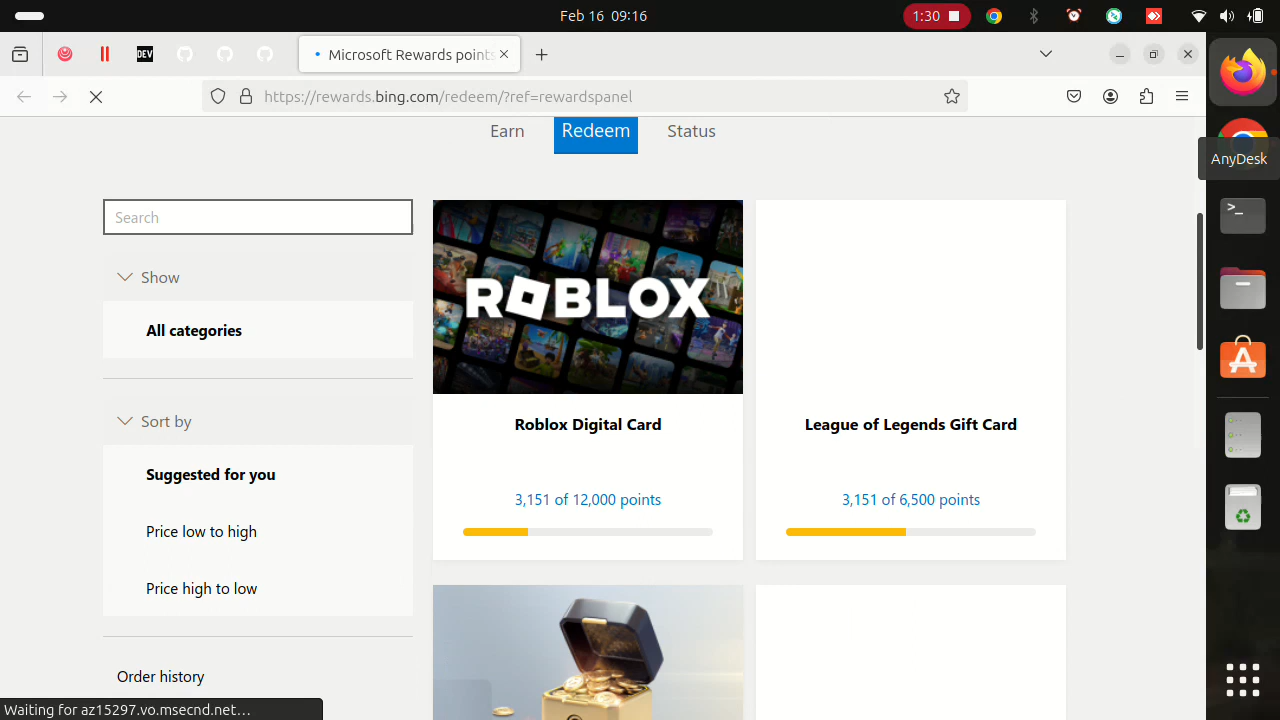 Feb 16 09:16
1:30
DEV
Microsoft Rewards points
https://rewards.bing.com/redeem/?ref=rewardspanel
AnyDesk
Earn
Redeem
Status
Search
Show
All categories
Sort by
Suggested for you
Price low to high
Price high to low
Order history
ROBLOX
Roblox Digital Card
3,151 of 12,000 points
League of Legends Gift Card
3,151 of 6,500 points
Waiting for az15297.vo.msecnd.net…